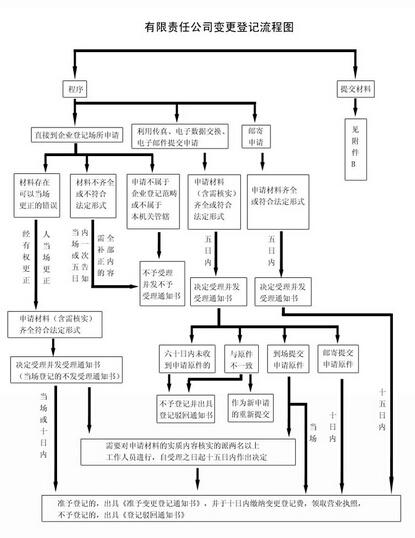 有限责任公司变更登记流程图
程序
提交材料
直接到企业登记场所申请
利用传真、电子数据交换、
电子邮件提交申请
邮寄
申请
见
附
件
B
材料存在
可以当场
更正的错误
材料不齐全
或不符合
法定形式
申请不属于
企业登记范畴
或不属于
本机关管辖
申请材料
（含需核实）
齐全或符合
法定形式
申请材料齐全
或符合法定形式
经有权更正
人当场更正
当场或五日
内一次告知
需补正的
全部内容
五日内
五日内
不予受理
并发不予
受理通知书
决定受理并发
受理通知书
决定受理并发
受理通知书
申请材料（含需核实）
齐全符合法定形式
决定受理并发受理通知书
（当场登记的不发受理通知书）
六十日内未收
到申请原件的
与原件
不一致
到场提交
申请原件
邮寄提交
申请原件
不予登记并出具
登记驳回通知书
作为新申请
的重新提交
当场或十日内
当场
十日内
十五日内
需要对申请材料的实质内容核实的派两名以上
工作人员进行，自受理之日起十五日内作出决定
准予登记的，出具《准予变更登记通知书》，并于十日内缴纳变更登记费，领取营业执照，
不予登记的，出具《登记驳回通知书》